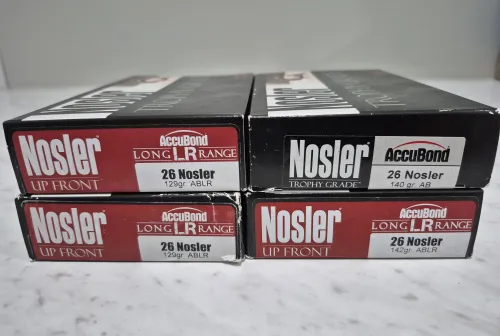 Nosler
UP FRONT
AccuBond
LONG LR RANGE
26 Nosler
129gr ABLR
Nosler
TROPHY GRADE
AccuBond
26 Nosler
140 gr AB
Nosler
UP FRONT
AccuBond
LONG LR RANGE
26 Nosler
129gr ABLR
Nosler
UP FRONT
AccuBond
LONG LR RANGE
26 Nosler
142gr ABLR